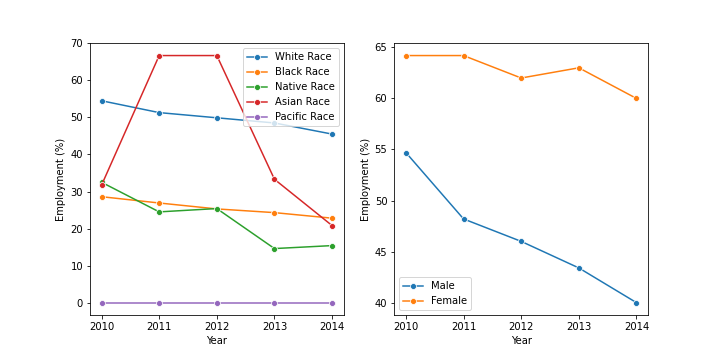 70
60
50
40
30
20
10
0
Employment (%)
2010 2011 2012 2013 2014
Year
White Race
Black Race
Native Race
Asian Race
Pacific Race
65
60
55
50
45
40
Employment (%)
2010 2011 2012 2013 2014
Year
Male
Female